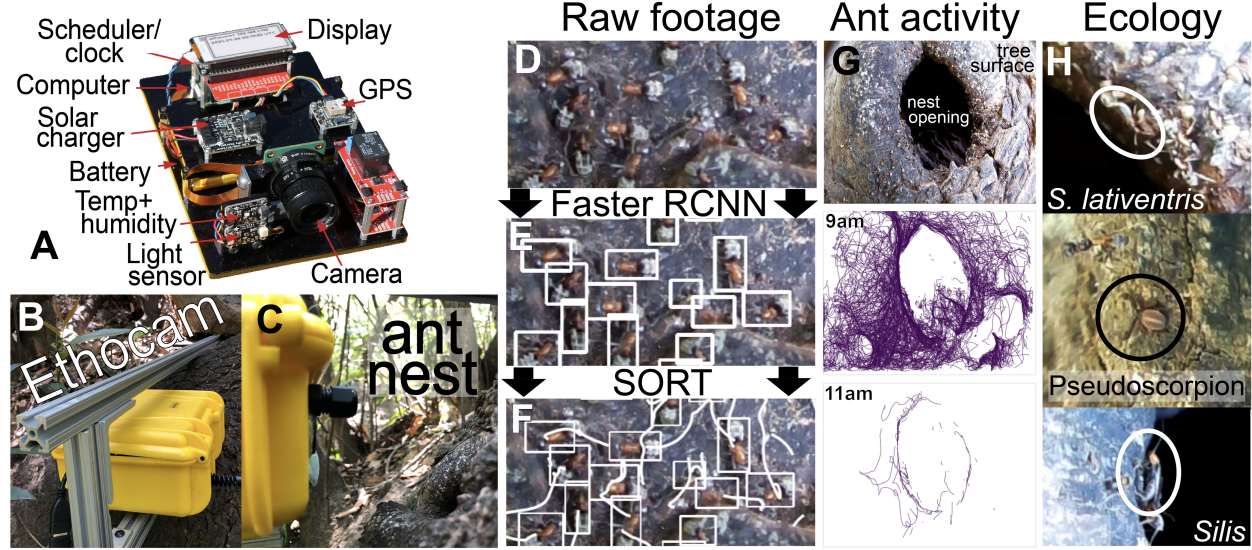 Scheduler/
clock
Display
Computer
GPS
Solar
charger
Battery
Temp+
humidity
Light
sensor
Camera
A
B
Ethocam
C
ant
nest
Raw footage
D
Faster RCNN
E
SORT
F
Ant activity
G
tree
surface
nest
opening
9am
11am
Ecology
H
S. lativentris
Pseudoscorpion
Silis